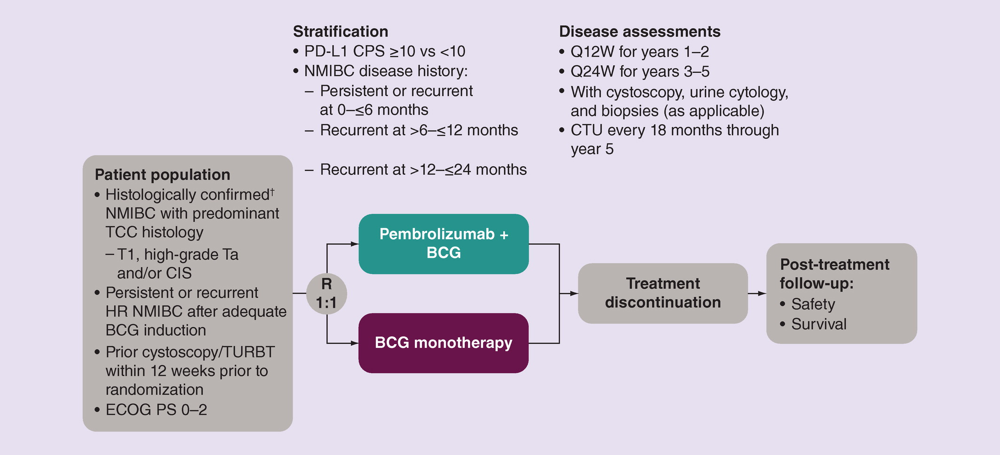 Stratification
• PD-L1 CPS ≥10 vs <10
• NMIBC disease history:
– Persistent or recurrent
at 0–≤6 months
– Recurrent at >6–≤12 months
– Recurrent at >12–≤24 months
Disease assessments
• Q12W for years 1–2
• Q24W for years 3–5
• With cystoscopy, urine cytology,
and biopsies (as applicable)
• CTU every 18 months through
year 5
Patient population
• Histologically confirmed†
NMIBC with predominant
TCC histology
– T1, high-grade Ta
and/or CIS
• Persistent or recurrent
HR NMIBC after adequate
BCG induction
• Prior cystoscopy/TURBT
within 12 weeks prior to
randomization
• ECOG PS 0–2
R
1:1
Pembrolizumab +
BCG
BCG monotherapy
Treatment
discontinuation
Post-treatment
follow-up:
• Safety
• Survival